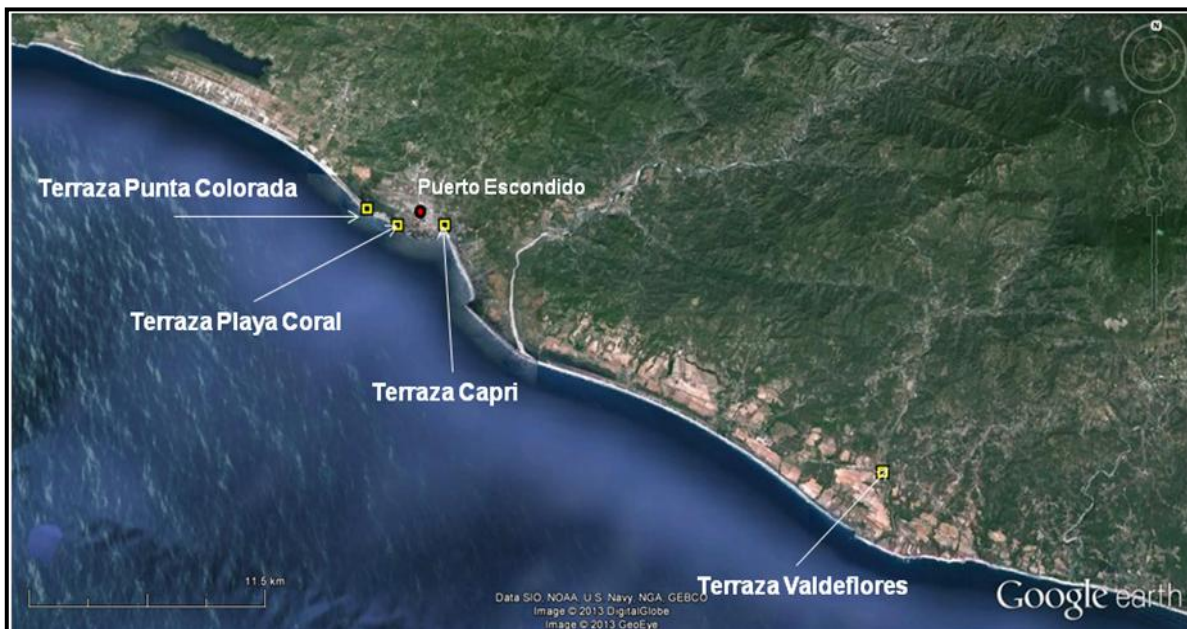 N
Terraza Punta Colorada
Puerto Escondido
Terraza Playa Coral
Terraza Capri
Terraza Valdeflores
11.5 km
Data SIO, NOAA, U.S. Navy, NGA, GEBCO
Image © 2013 DigitalGlobe
Image © 2013 GeoEye
Google earth